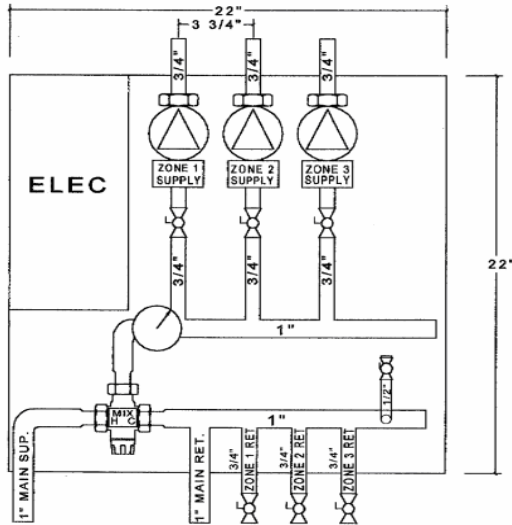 22"
3 3/4"
3/4"
3/4"
3/4"
ZONE 1
SUPPLY
ZONE 2
SUPPLY
ZONE 3
SUPPLY
ELEC
3/4"
3/4"
3/4"
22"
1"
1/2"
MIX
H C
1"
1" MAIN SUP.
1" MAIN RET.
3/4"
ZONE 1 RET
3/4"
ZONE 2 RET
3/4"
ZONE 3 RET